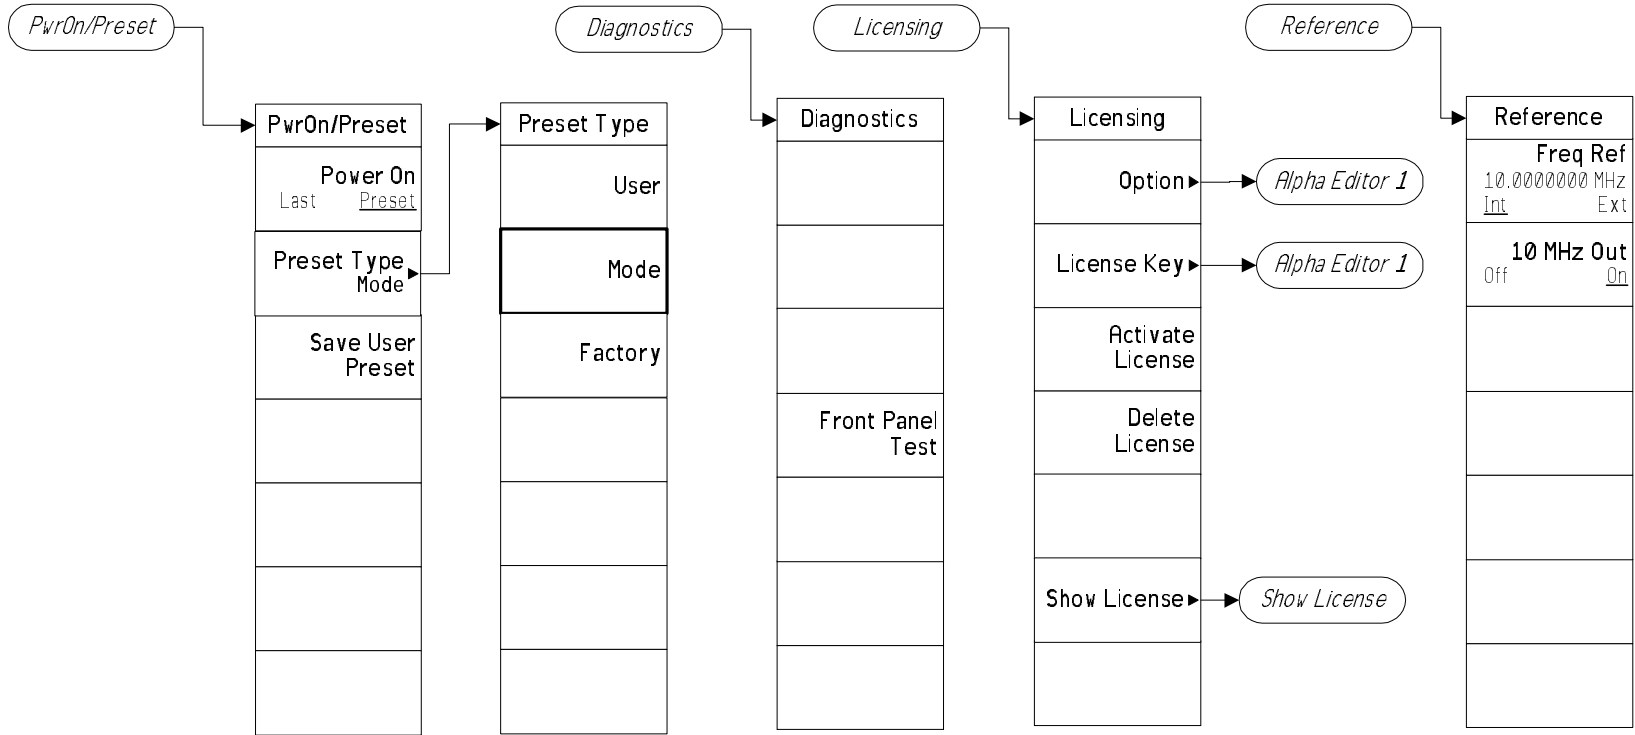 PwrOn/Preset
Diagnostics
Licensing
Reference
PwrOn/Preset
Power On
Last Preset
Preset Type
Mode
Save User
Preset
Preset Type
User
Mode
Factory
Diagnostics
Front Panel
Test
Licensing
Option
License Key
Activate
License
Delete
License
Show License
Alpha Editor 1
Alpha Editor 1
Show License
Reference
Freq Ref
10.0000000 MHz
Int Ext
10 MHz Out
Off On